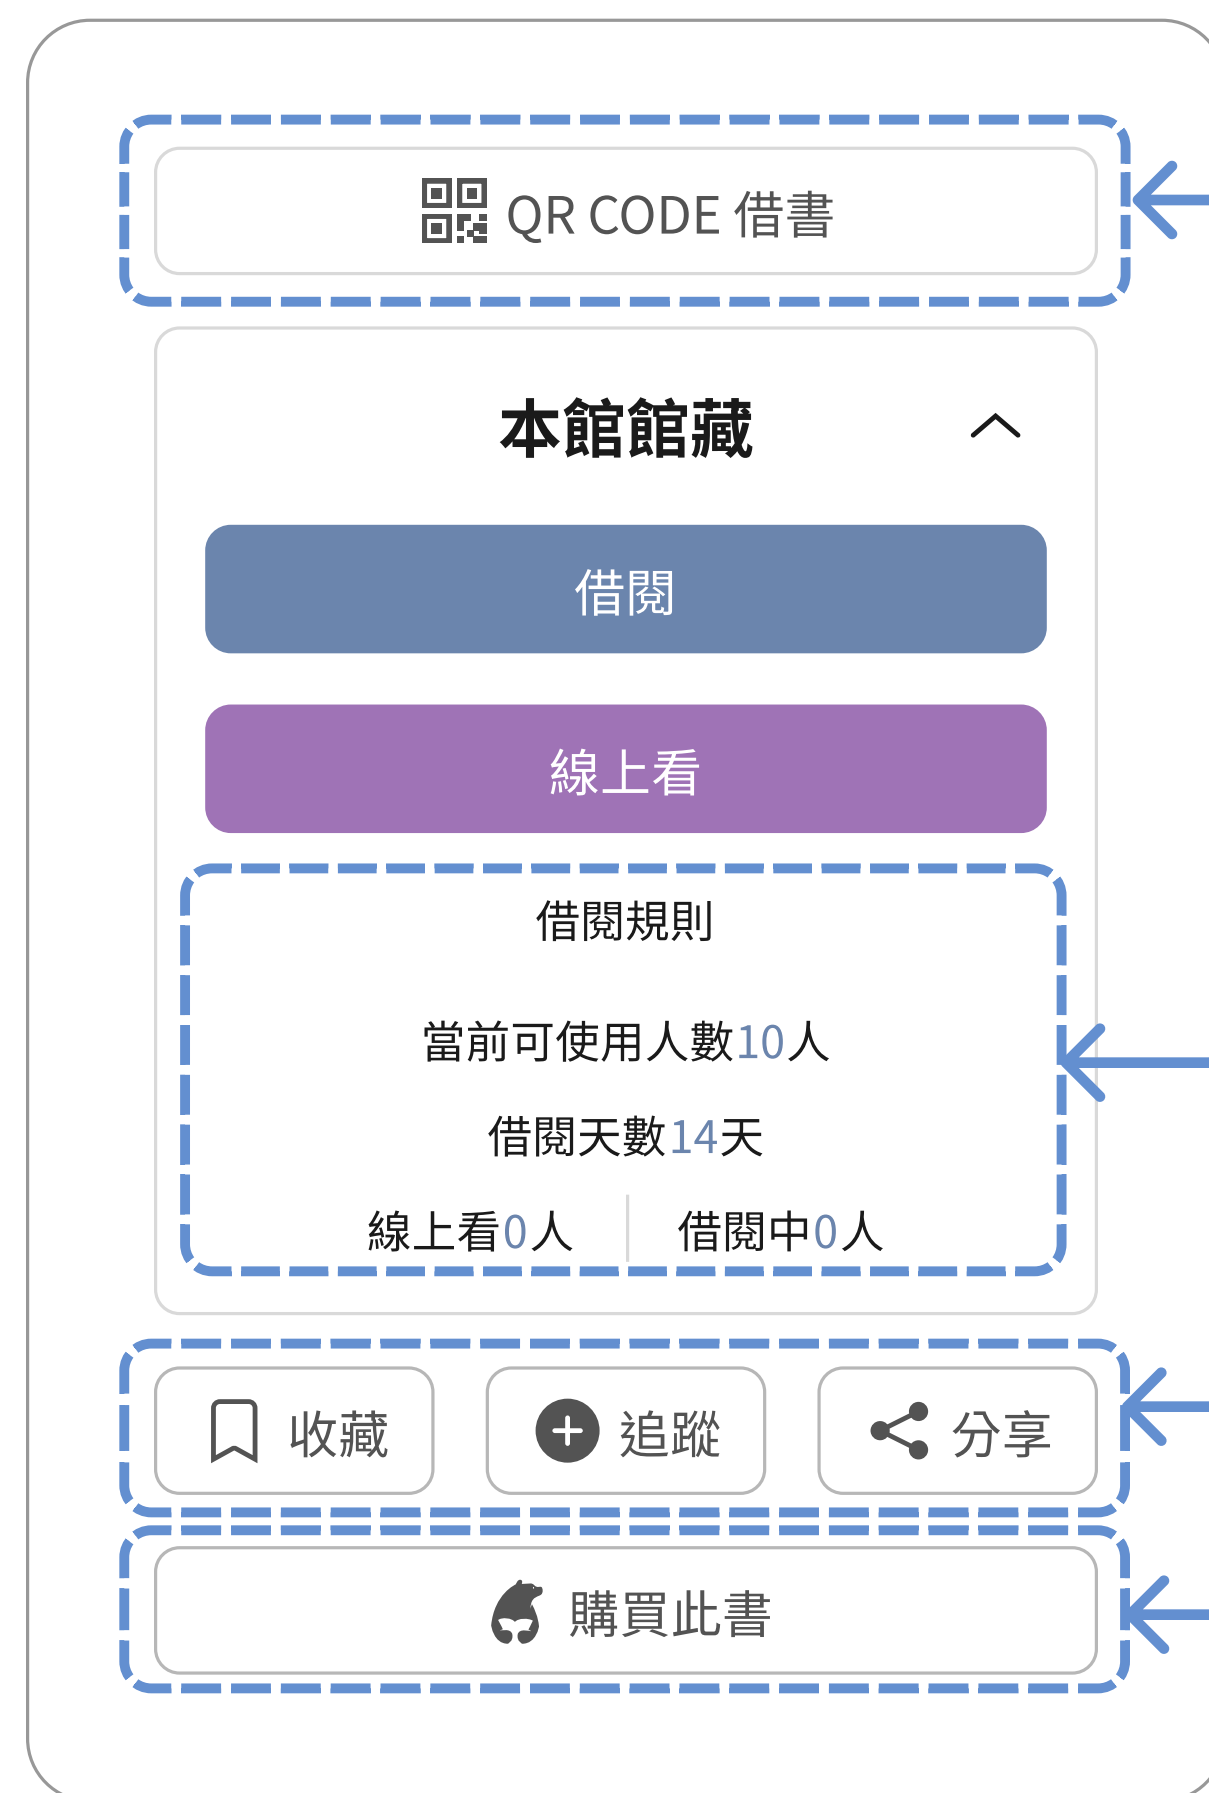 QR CODE 借書
本館館藏
借閱
線上看
借閱規則
當前可使用人數10人
借閱天數14天
線上看0人 借閱中0人
收藏 追蹤 分享
購買此書